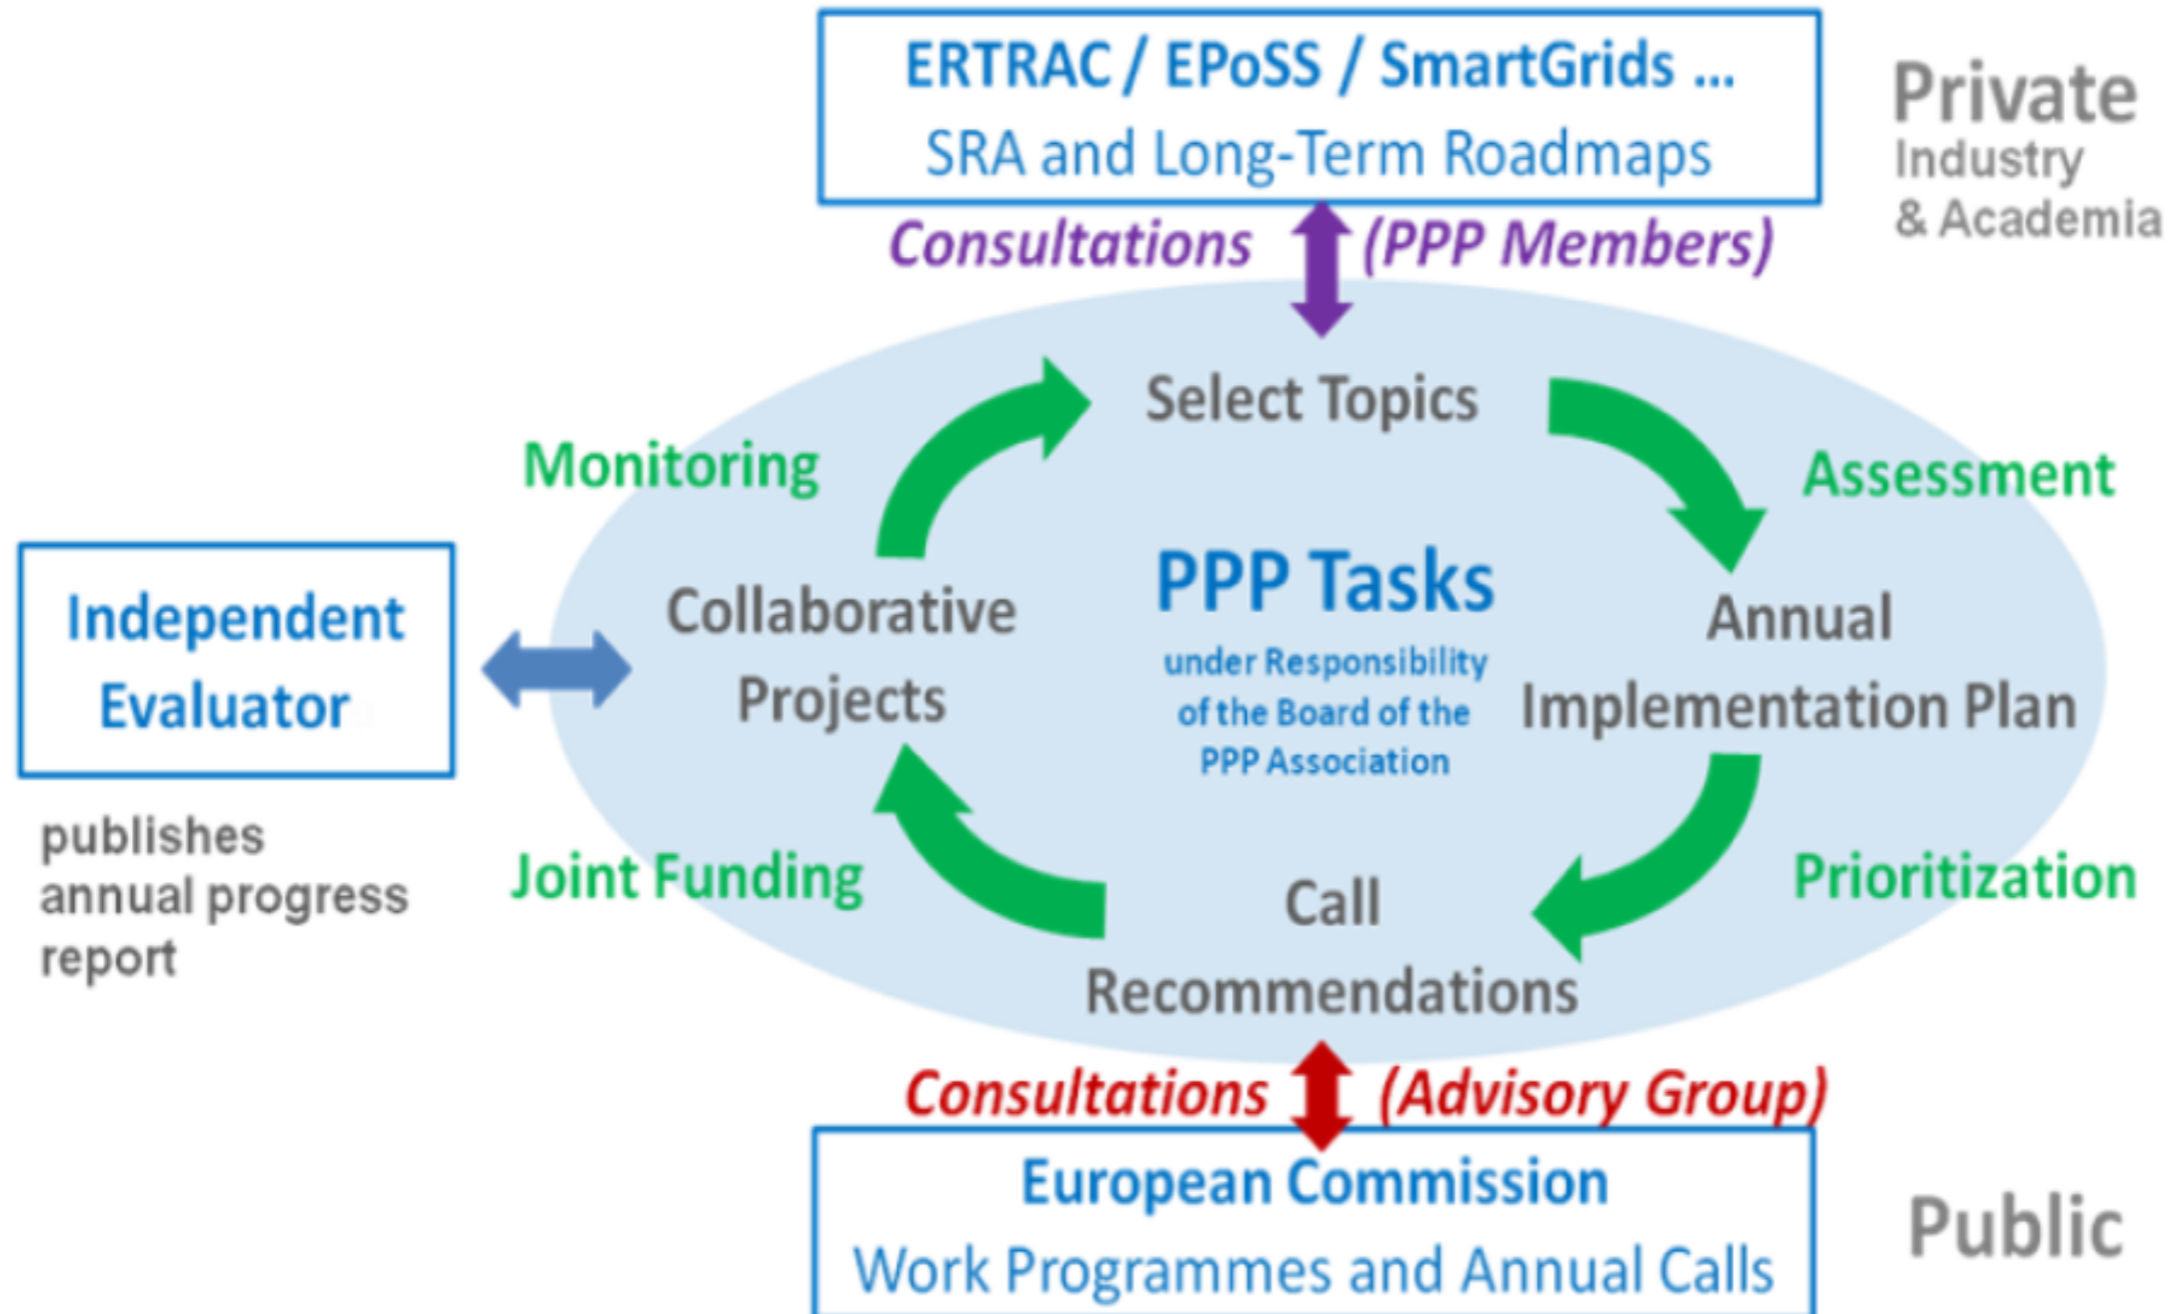 ERTRAC / EPoSS / SmartGrids ...
SRA and Long-Term Roadmaps
Private
Industry
& Academia
Consultations (PPP Members)
Select Topics
Monitoring
Assessment
PPP Tasks
under Responsibility
of the Board of the
PPP Association
Independent
Evaluator
Collaborative
Projects
Annual
Implementation Plan
publishes
annual progress
report
Joint Funding
Prioritization
Call
Recommendations
Consultations (Advisory Group)
European Commission
Work Programmes and Annual Calls
Public